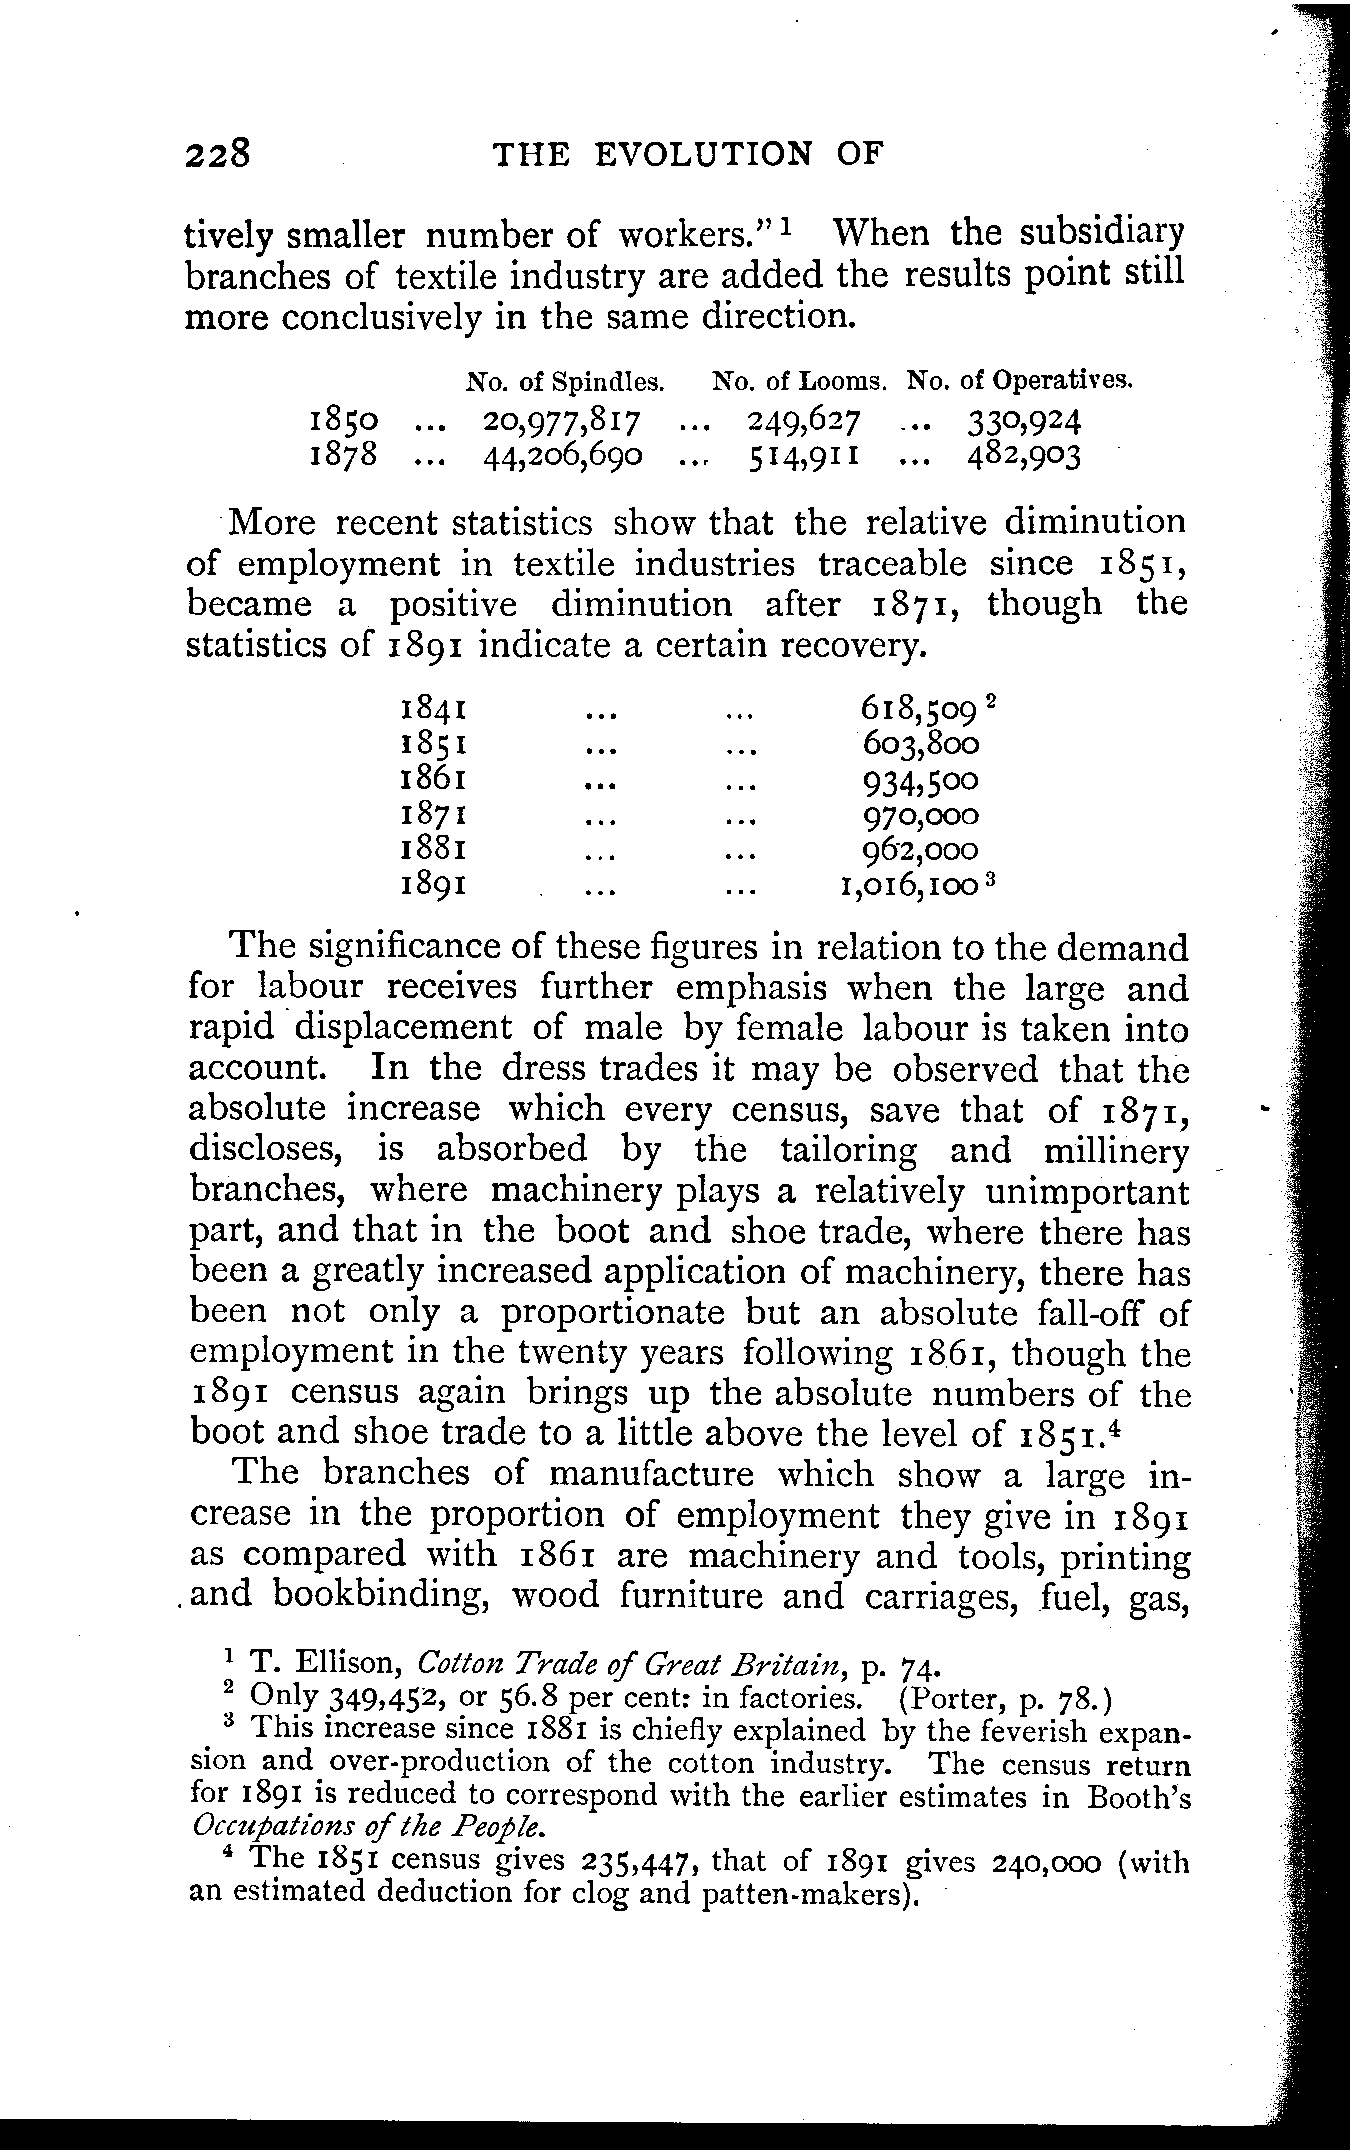 228 THE EVOLUTION OF
tively smaller number of workers." 1 When the subsidiary
branches of textile industry are added the results point still
more conclusively in the same direction.
No. of Spindles. No. of Looms. No. of Operatives.
1850 ... 20,977,817 ... 249,627 ... 330,924
1878 ... 44,206,690 ... 514,911 ... 482,903
More recent statistics show that the relative diminution
of employment in textile industries traceable since 1851,
became a positive diminution after 1871, though the
statistics of 1891 indicate a certain recovery.
1841 ... ... 618,509 2
1851 ... ... 603,800
1861 ... ... 934,500
1871 ... ... 970,000
1881 ... ... 962,000
1891 ... ... 1,016,100 3
The significance of these figures in relation to the demand
for labour receives further emphasis when the large and
rapid displacement of male by female labour is taken into
account. In the dress trades it may be observed that the
absolute increase which every census, save that of 1871,
discloses, is absorbed by the tailoring and millinery
branches, where machinery plays a relatively unimportant
part, and that in the boot and shoe trade, where there has
been a greatly increased application of machinery, there has
been not only a proportionate but an absolute fall-off of
employment in the twenty years following 1861, though the
1891 census again brings up the absolute numbers of the
boot and shoe trade to a little above the level of 1851.4
The branches of manufacture which show a large in-
crease in the proportion of employment they give in 1891
as compared with 1861 are machinery and tools, printing
and bookbinding, wood furniture and carriages, fuel, gas,
1 T. Ellison, Cotton Trade of Great Britain, p. 74.
2 Only 349,452, or 56.8 per cent: in factories. (Porter, p. 78.)
3 This increase since 1881 is chiefly explained by the feverish expan-
sion and over-production of the cotton industry. The census return
for 1891 is reduced to correspond with the earlier estimates in Booth's
Occupations of the People.
4 The 1851 census gives 235,447, that of 1891 gives 240,000 (with
an estimated deduction for clog and patten-makers).